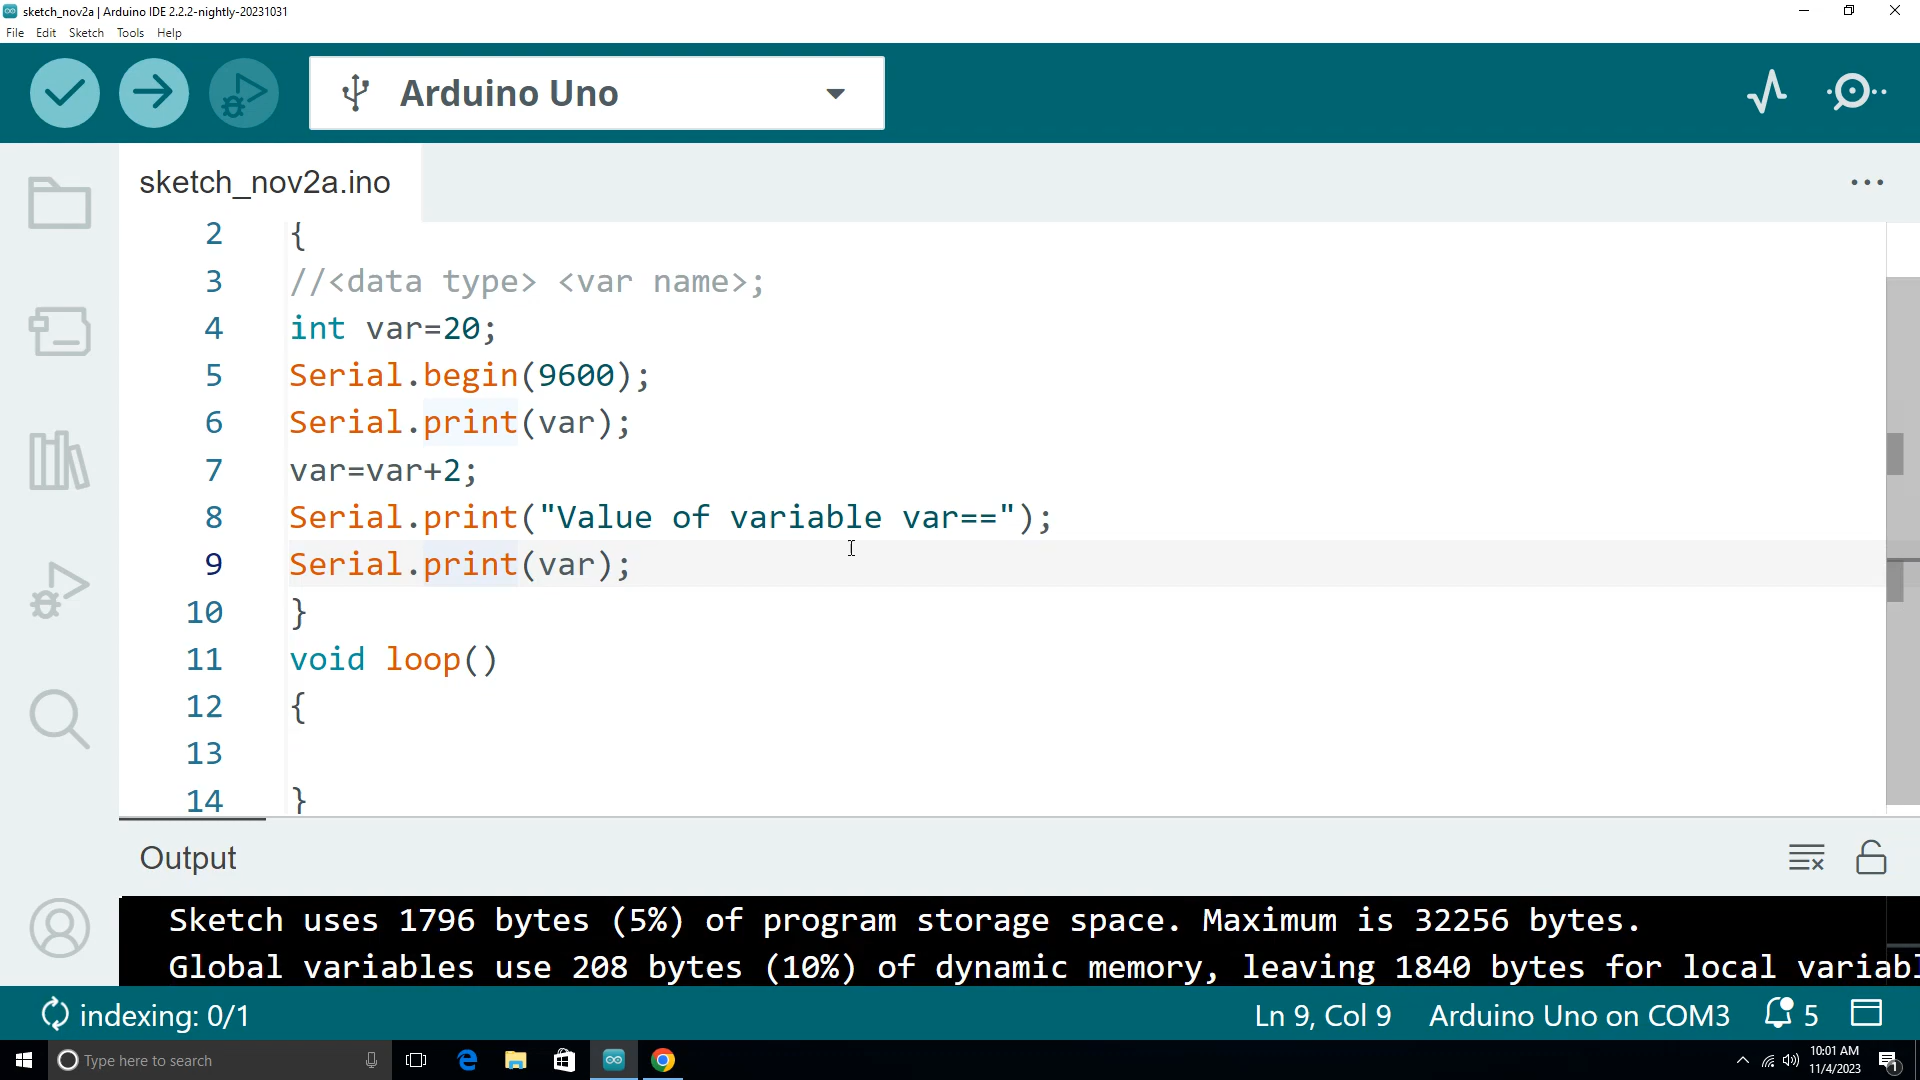 sketch_nov2a | Arduino IDE 2.2.2-nightly-20231031
File Edit Sketch Tools Help
Arduino Uno
sketch_nov2a.ino
2 {
3 //<data type> <var name>;
4 int var=20;
5 Serial.begin(9600);
6 Serial.print(var);
7 var=var+2;
8 Serial.print("Value of variable var==");
9 Serial.print(var);
10 }
11 void loop()
12 {
13
14 }
Output
Sketch uses 1796 bytes (5%) of program storage space. Maximum is 32256 bytes.
Global variables use 208 bytes (10%) of dynamic memory, leaving 1840 bytes for local variabl
indexing: 0/1 Ln 9, Col 9 Arduino Uno on COM3 5
Type here to search
10:01 AM
11/4/2023
1